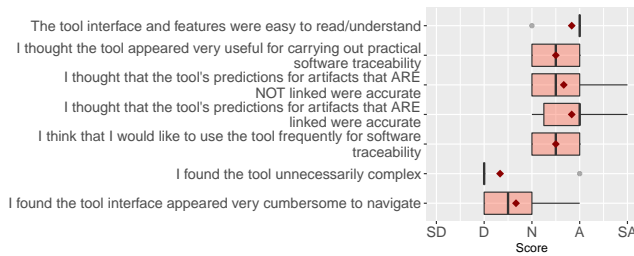 The tool interface and features were easy to read/understand
I thought the tool appeared very useful for carrying out practical
software traceability
I thought that the tool's predictions for artifacts that ARE
NOT linked were accurate
I thought that the tool's predictions for artifacts that ARE
linked were accurate
I think that I would like to use the tool frequently for software
traceability
I found the tool unnecessarily complex
I found the tool interface appeared very cumbersome to navigate
SD D N A SA
Score